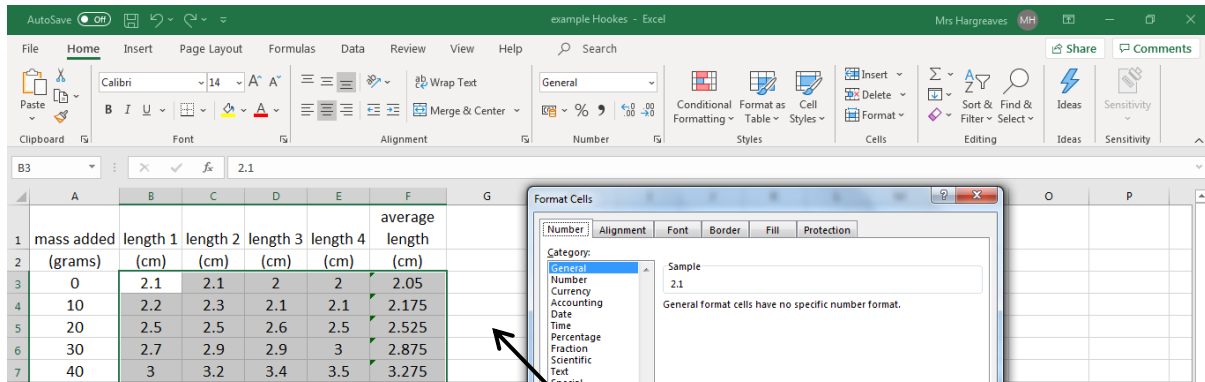 AutoSave Off example Hookes - Excel Mrs Hargreaves MH
File Home Insert Page Layout Formulas Data Review View Help Search Share Comments
Calibri 14 A A Wrap Text General Insert
Paste B I U A Merge & Center % 9 Conditional Formatting Format as Table Cell Styles Delete Format Sort & Filter Find & Select Ideas Sensitivity
Clipboard Font Alignment Number Styles Cells Editing Ideas Sensitivity
B3 fx 2.1
A B C D E F G O P
1 mass added length 1 length 2 length 3 length 4 average length
2 (grams) (cm) (cm) (cm) (cm) (cm)
3 0 2.1 2.1 2 2 2.05
4 10 2.2 2.3 2.1 2.1 2.175
5 20 2.5 2.5 2.6 2.5 2.525
6 30 2.7 2.9 2.9 3 2.875
7 40 3 3.2 3.4 3.5 3.275
Format Cells
Number Alignment Font Border Fill Protection
Category:
General
Number
Currency
Accounting
Date
Time
Percentage
Fraction
Scientific
Text
Special
Sample
2.1
General format cells have no specific number format.